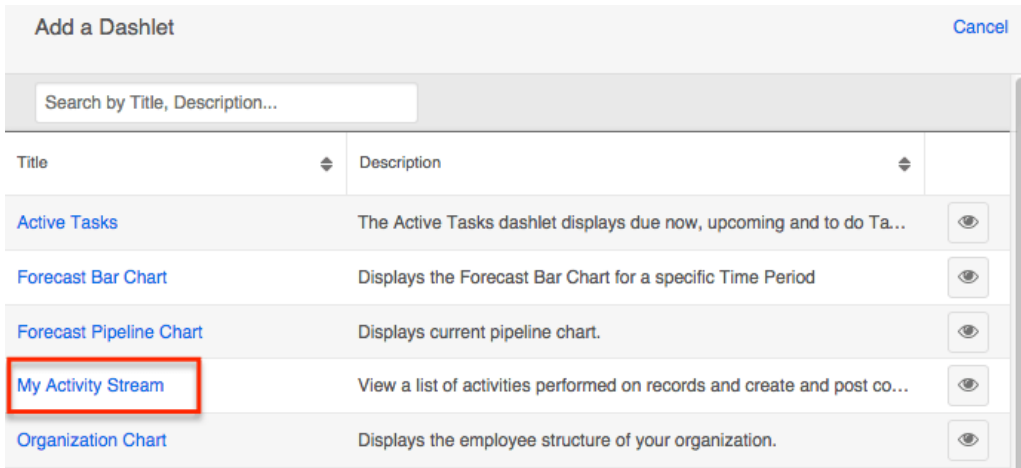 Add a Dashlet Cancel
Search by Title, Description...
Title Description
Active Tasks The Active Tasks dashlet displays due now, upcoming and to do Ta...
Forecast Bar Chart Displays the Forecast Bar Chart for a specific Time Period
Forecast Pipeline Chart Displays current pipeline chart.
My Activity Stream View a list of activities performed on records and create and post co...
Organization Chart Displays the employee structure of your organization.